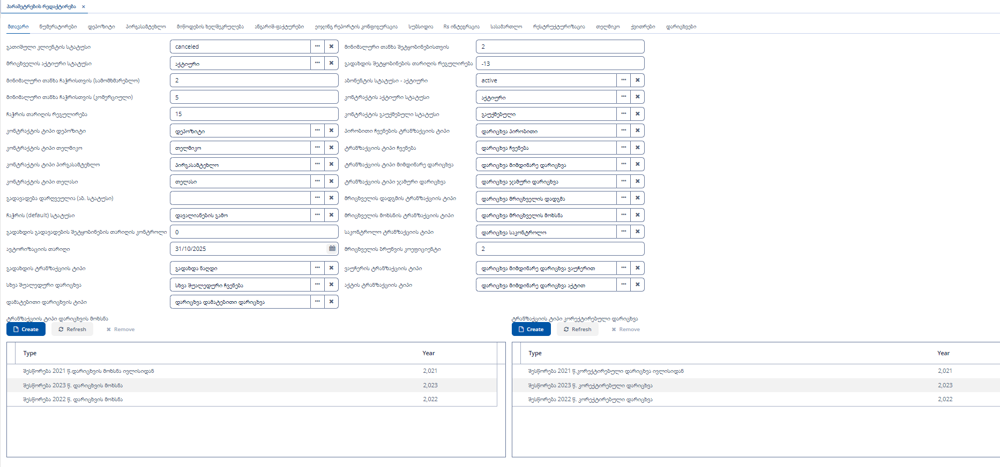 პარამეტრების რედაქტირება ×
მთავარი ნუმერატორები დეპოზიტი პირგასამტეხლო მიწოდების ხელშეკრულება ანგარიშ-ფაქტურები ეიჯინგ რეპორტის კონფიგურაცია სუბსიდია Rs ინტეგრაცია სასამართლო რესტრუქტურიზაცია თელმიკო ქვითრები დარიცხვები
გათიშული კლიენტის სტატუსი canceled მინიმალური თანხა შეტყობინებისთვის 2
მრიცხველის აქტიური სტატუსი აქტიური გადახდის შეტყობინების თარიღის რეგულირება -13
მინიმალური თანხა ჩაჭრისთვის (სამომხმარებლო) 2 აბონენტის სტატუსი - აქტიური active
მინიმალური თანხა ჩაჭრისთვის (კომერციული) 5 კონტრაქტის აქტიური სტატუსი აქტიური
ჩაჭრის თარიღის რეგულირება 15 კონტრაქტის გაუქმებული სტატუსი გაუქმებული
კონტრაქტის ტიპი დეპოზიტი დეპოზიტი პირობითი ჩვენების ტრანზაქციის ტიპი დარიცხვა პირობითი
კონტრაქტის ტიპი თელმიკო თელმიკო ტრანზაქციის ტიპი ჩვენება დარიცხვა ჩვენება
კონტრაქტის ტიპი პირგასამტეხლო პირგასამტეხლო ტრანზაქციის ტიპი მიმდინარე დარიცხვა დარიცხვა მიმდინარე დარიცხვა
კონტრაქტის ტიპი თელასი თელასი ტრანზაქციის ტიპი ჯამური დარიცხვა დარიცხვა ჯამური დარიცხვა
გადავადება დარღვეულია (აბ. სტატუსი) მრიცხველის დადგმის ტრანზაქციის ტიპი დარიცხვა მრიცხველის დადგმა
ჩაჭრის (default) სტატუსი დავალიანების გამო მრიცხველის მოხსნის ტრანზაქციის ტიპი დარიცხვა მრიცხველის მოხსნა
გადახდის გადავადების შეტყობინების თარიღის კონტროლი 0 საკონტროლო ტრანზაქციის ტიპი დარიცხვა საკონტროლო
ავტორიზაციის თარიღი 31/10/2025 მრიცხველის ბრუნვის კოეფიციენტი 2
გადახდის ტრანზაქციის ტიპი გადახდა ნაღდი ვაუჩერის ტრანზაქციის ტიპი დარიცხვა მიმდინარე დარიცხვა ვაუჩერით
სხვა შუალედური დარიცხვა სხვა შუალედური ჩვენება აქტის ტრანზაქციის ტიპი დარიცხვა მიმდინარე დარიცხვა აქტით
დამატებითი დარიცხვის ტიპი დარიცხვა დამატებითი დარიცხვა
ტრანზაქციის ტიპი დარიცხვის მოხსნა ტრანზაქციის ტიპი კორექტირებული დარიცხვა
Create Refresh Remove Create Refresh Remove
Type Year Type Year
შესწორება 2021 წ.დარიცხვის მოხსნა ივლისიდან 2,021 შესწორება 2021 წ.კორექტირებული დარიცხვა ივლისიდან 2,021
შესწორება 2023 წ. დარიცხვის მოხსნა 2,023 შესწორება 2023 წ. კორექტირებული დარიცხვა 2,023
შესწორება 2022 წ. დარიცხვის მოხსნა 2,022 შესწორება 2022 წ. კორექტირებული დარიცხვა 2,022